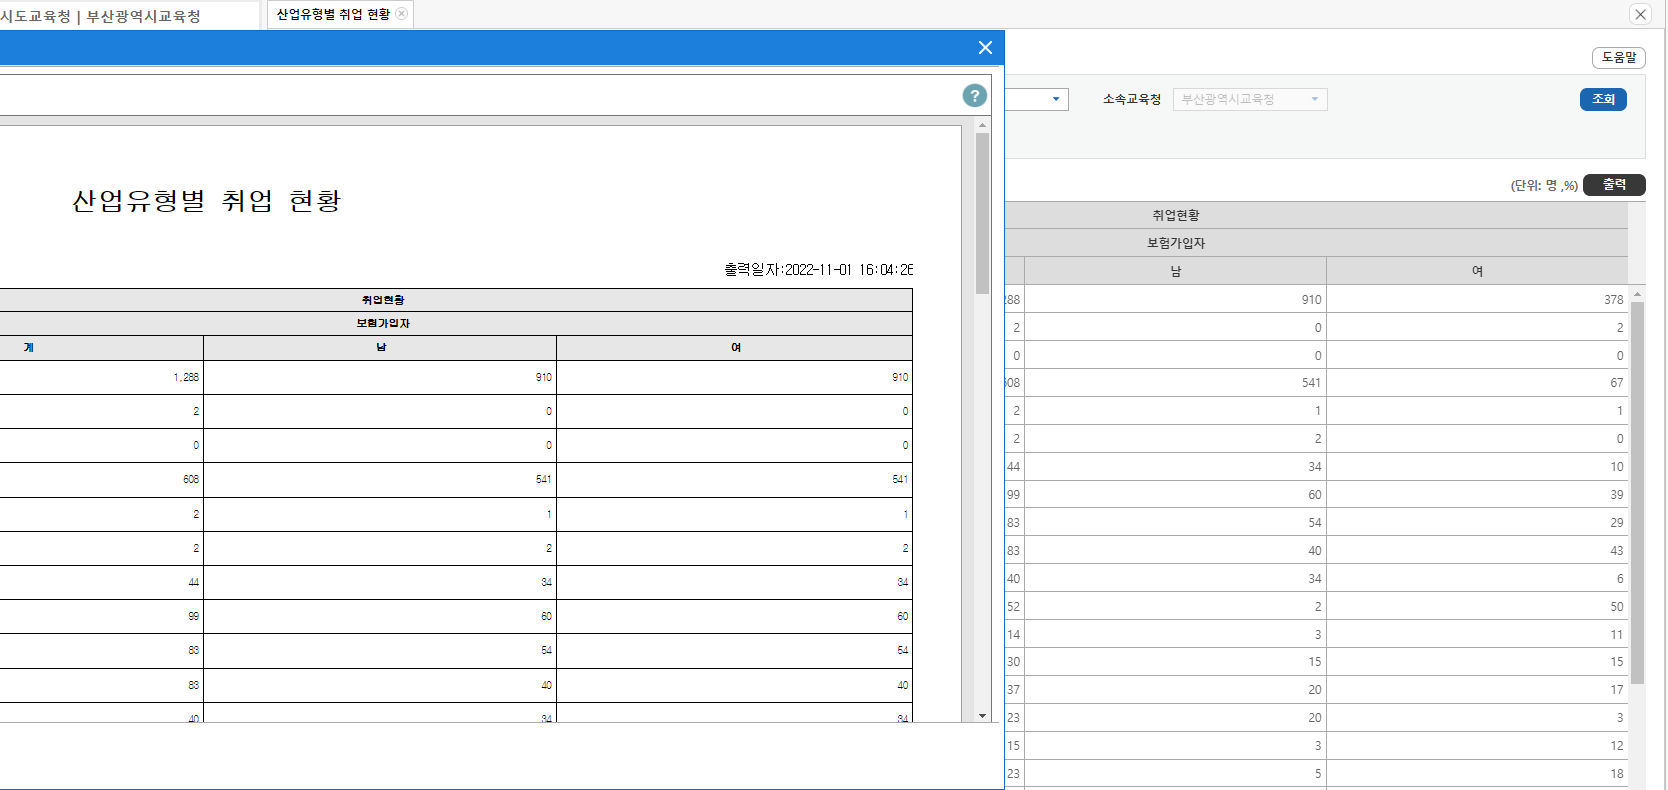 시도교육청 | 부산광역시교육청
산업유형별 취업 현황
도움말
?
소속교육청 부산광역시교육청 조회
산업유형별 취업 현황
출력일자:2022-11-01 16:04:26
취업현황
보험가입자
계 남 여
1,288 910 910
2 0 0
0 0 0
608 541 541
2 1 1
2 2 2
44 34 34
99 60 60
83 54 54
83 40 40
40 34 34
(단위: 명 ,%) 출력
취업현황
보험가입자
남 여
288 910 378
2 0 2
0 0 0
608 541 67
2 1 1
2 2 0
44 34 10
99 60 39
83 54 29
83 40 43
40 34 6
52 2 50
14 3 11
30 15 15
37 20 17
23 20 3
15 3 12
23 5 18